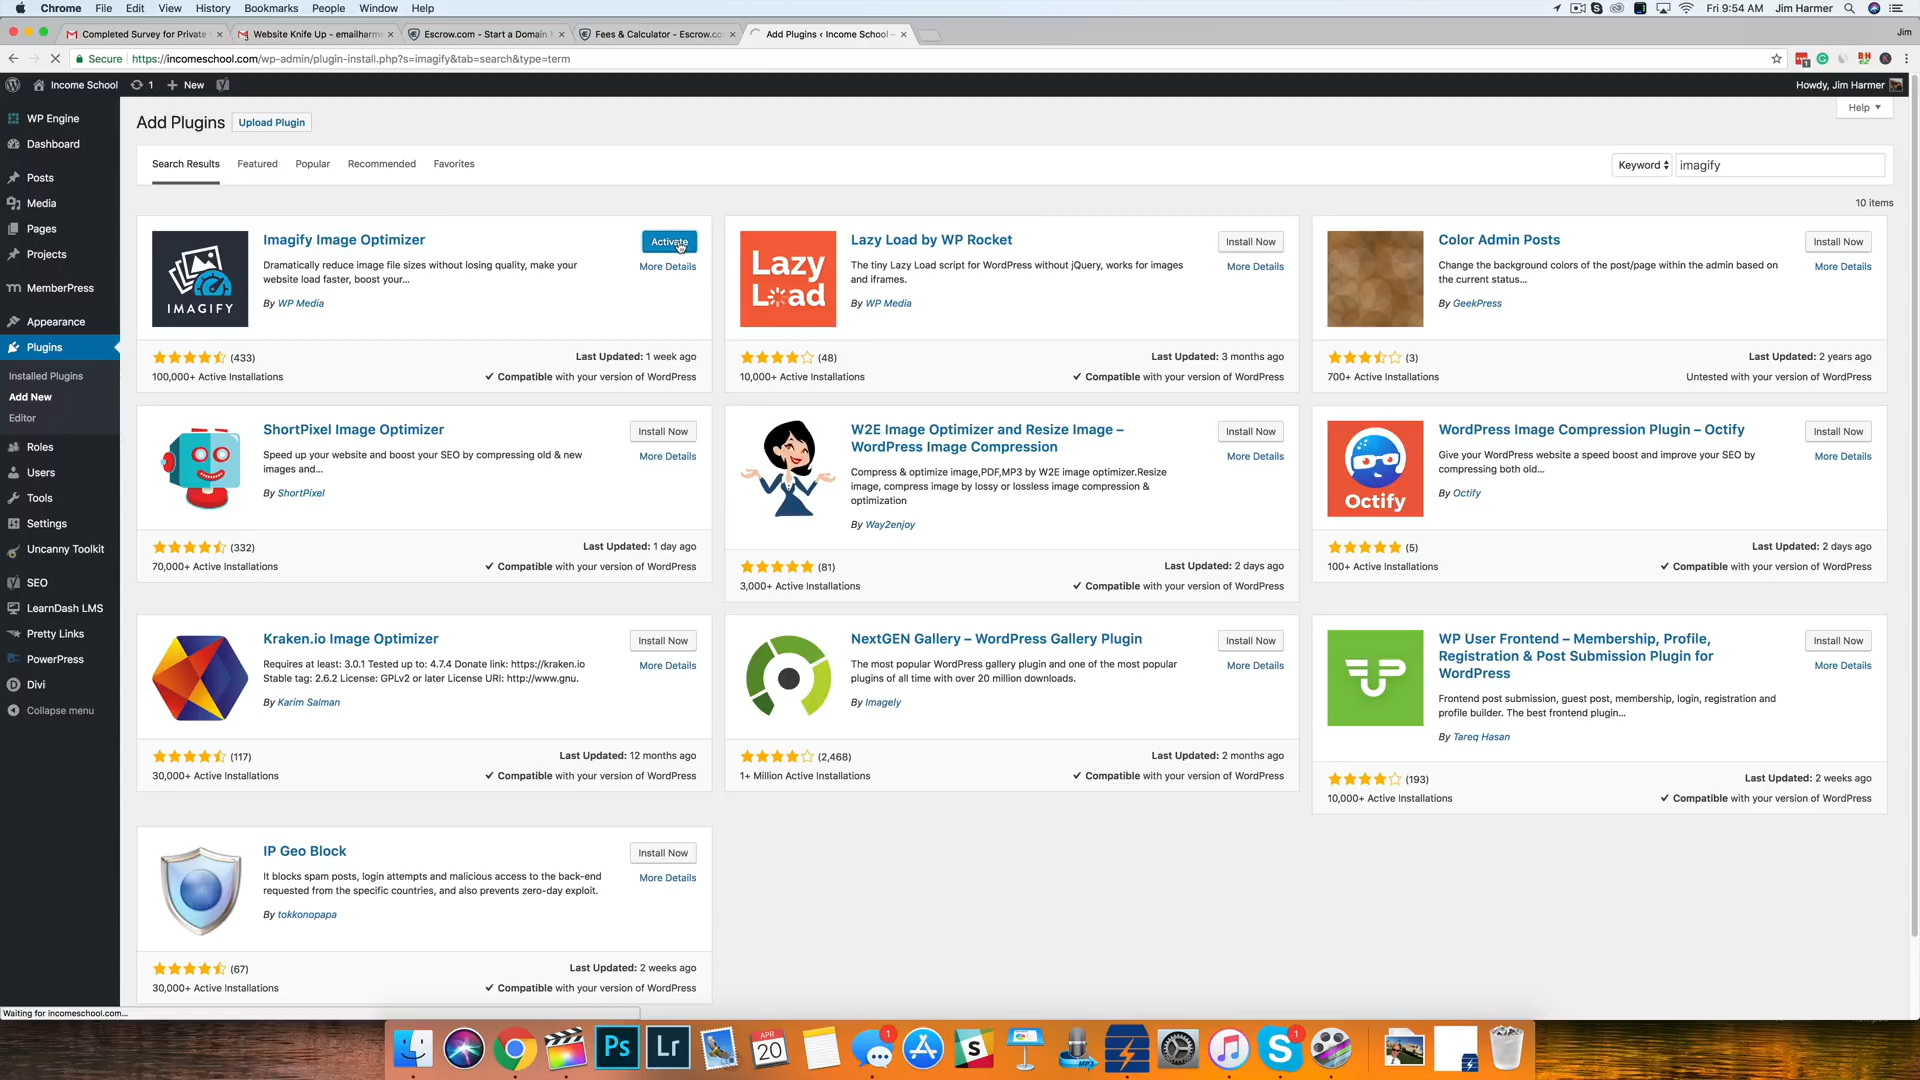 Chrome File Edit View History Bookmarks People Window Help Fri 9:54 AM Jim Harmer
Completed Survey for Private Website Knife Up - emailharme Escrow.com - Start a Domain Fees & Calculator - Escrow.co Add Plugins ‹ Income School — Jim
Secure https://incomeschool.com/wp-admin/plugin-install.php?s=imagify&tab=search&type=term
Income School 1 New Howdy, Jim Harmer
Help
WP Engine
Dashboard
Posts
Media
Pages
Projects
MemberPress
Appearance
Plugins
Installed Plugins
Add New
Editor
Roles
Users
Tools
Settings
Uncanny Toolkit
SEO
LearnDash LMS
Pretty Links
PowerPress
Divi
Collapse menu
Add Plugins Upload Plugin
Search Results Featured Popular Recommended Favorites Keyword imagify
10 items
IMAGIFY
Imagify Image Optimizer
Activate
More Details
Dramatically reduce image file sizes without losing quality, make your
website load faster, boost your...
By WP Media
(433) Last Updated: 1 week ago
100,000+ Active Installations Compatible with your version of WordPress
Lazy
Load
Lazy Load by WP Rocket
Install Now
More Details
The tiny Lazy Load script for WordPress without jQuery, works for images
and iframes.
By WP Media
(48) Last Updated: 3 months ago
10,000+ Active Installations Compatible with your version of WordPress
Color Admin Posts
Install Now
More Details
Change the background colors of the post/page within the admin based on
the current status...
By GeekPress
(3) Last Updated: 2 years ago
700+ Active Installations Untested with your version of WordPress
ShortPixel Image Optimizer
Install Now
More Details
Speed up your website and boost your SEO by compressing old & new
images and...
By ShortPixel
(332) Last Updated: 1 day ago
70,000+ Active Installations Compatible with your version of WordPress
W2E Image Optimizer and Resize Image –
WordPress Image Compression
Install Now
More Details
Compress & optimize image,PDF,MP3 by W2E image optimizer.Resize
image, compress image by lossy or lossless image compression &
optimization
By Way2enjoy
(81) Last Updated: 2 days ago
3,000+ Active Installations Compatible with your version of WordPress
Octify
WordPress Image Compression Plugin – Octify
Install Now
More Details
Give your WordPress website a speed boost and improve your SEO by
compressing both old...
By Octify
(5) Last Updated: 2 days ago
100+ Active Installations Compatible with your version of WordPress
Kraken.io Image Optimizer
Install Now
More Details
Requires at least: 3.0.1 Tested up to: 4.7.4 Donate link: https://kraken.io
Stable tag: 2.6.2 License: GPLv2 or later License URI: http://www.gnu.
By Karim Salman
(117) Last Updated: 12 months ago
30,000+ Active Installations Compatible with your version of WordPress
NextGEN Gallery – WordPress Gallery Plugin
Install Now
More Details
The most popular WordPress gallery plugin and one of the most popular
plugins of all time with over 20 million downloads.
By Imagely
(2,468) Last Updated: 2 months ago
1+ Million Active Installations Compatible with your version of WordPress
UP
WP User Frontend – Membership, Profile,
Registration & Post Submission Plugin for
WordPress
Install Now
More Details
Frontend post submission, guest post, membership, login, registration and
profile builder. The best frontend plugin...
By Tareq Hasan
(193) Last Updated: 2 weeks ago
10,000+ Active Installations Compatible with your version of WordPress
IP Geo Block
Install Now
More Details
It blocks spam posts, login attempts and malicious access to the back-end
requested from the specific countries, and also prevents zero-day exploit.
By tokkonopapa
(67) Last Updated: 2 weeks ago
30,000+ Active Installations Compatible with your version of WordPress
Waiting for incomeschool.com...
Ps Lr APR 20 1 S MP3 S 1